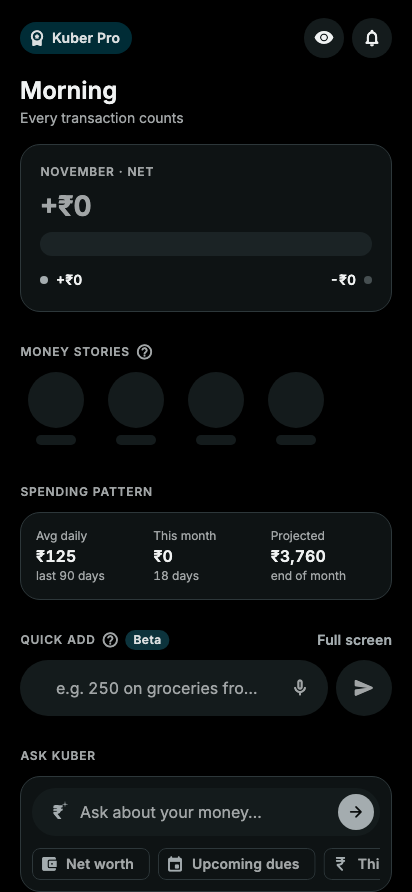 Kuber Pro
Morning
Every transaction counts
NOVEMBER · NET
+₹0
+₹0
-₹0
MONEY STORIES
SPENDING PATTERN
Avg daily This month Projected
₹125 ₹0 ₹3,760
last 90 days 18 days end of month
QUICK ADD Beta Full screen
e.g. 250 on groceries fro...
ASK KUBER
Ask about your money...
Net worth Upcoming dues Thi